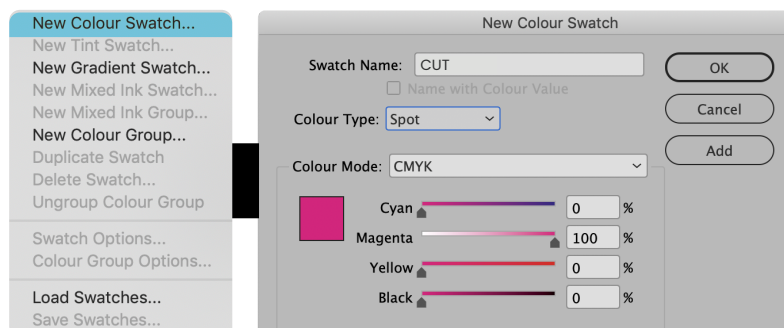 New Colour Swatch...
New Tint Swatch...
New Gradient Swatch...
New Mixed Ink Swatch...
New Mixed Ink Group...
New Colour Group...
Duplicate Swatch
Delete Swatch...
Ungroup Colour Group
Swatch Options...
Colour Group Options...
Load Swatches...
Save Swatches...
New Colour Swatch
Swatch Name: CUT
Name with Colour Value
Colour Type: Spot
Colour Mode: CMYK
Cyan 0 %
Magenta 100 %
Yellow 0 %
Black 0 %
OK
Cancel
Add